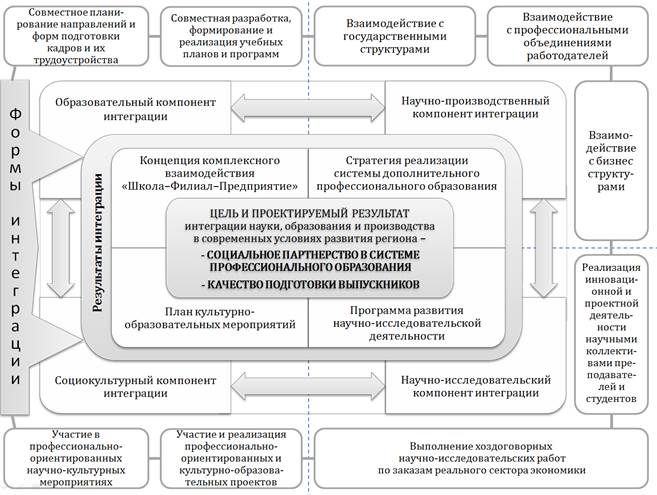 Совместное плани-
рование направлений и
форм подготовки
кадров и их
трудоустройства
Совместная разработка,
формирование и
реализация учебных
планов и программ
Взаимодействие с
государственными
структурами
Взаимодействие
с профессиональными
объединениями
работодателей
Формы интеграции
Образовательный компонент
интеграции
Научно-производственный
компонент интеграции
Взаимо-
действие
с бизнес
структу-
рами
Результаты интеграции
Концепция комплексного
взаимодействия
«Школа–Филиал–Предприятие»
Стратегия реализации
системы дополнительного
профессионального образования
ЦЕЛЬ И ПРОЕКТИРУЕМЫЙ РЕЗУЛЬТАТ
интеграции науки, образования и производства
в современных условиях развития региона –
- СОЦИАЛЬНОЕ ПАРТНЕРСТВО В СИСТЕМЕ
ПРОФЕССИОНАЛЬНОГО ОБРАЗОВАНИЯ
- КАЧЕСТВО ПОДГОТОВКИ ВЫПУСКНИКОВ
План культурно-
образовательных мероприятий
Программа развития
научно-исследовательской
деятельности
Реализация
инноваци-
онной и
проектной
деятель-
ности
научными
коллекти-
вами пре-
подавате-
лей и
студентов
Социокультурный компонент
интеграции
Научно-исследовательский
компонент интеграции
Участие в
профессионально-
ориентированных
научно-культурных
мероприятиях
Участие и реализация
профессионально-
ориентированных и
культурно-образова-
тельных проектов
Выполнение хоздоговорных
научно-исследовательских работ
по заказам реального сектора экономики